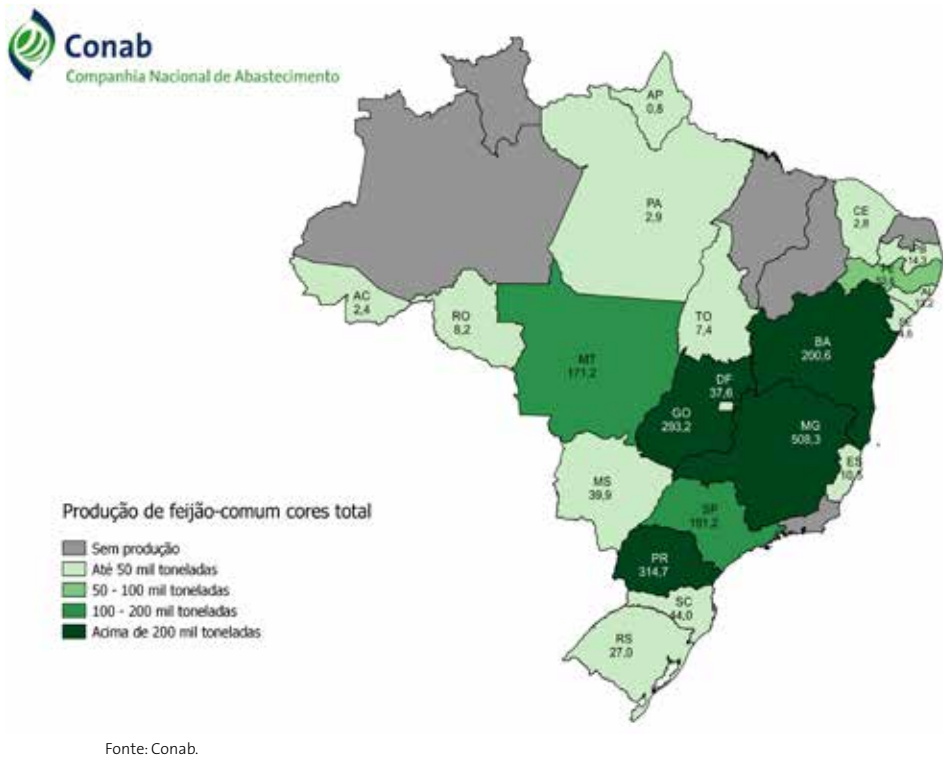 Conab
Companhia Nacional de Abastecimento
AP
0,8
PA
2,9
CE
2,8
14,3
AC
2,4
RO
8,2
TO
7,4
BA
200,6
MT
171,2
DF
37,6
GO
293,2
MG
508,3
ES
MS
39,9
SP
191,2
PR
314,7
SC
44,0
RS
27,0
Produção de feijão-comum cores total
Sem produção
Até 50 mil toneladas
50 - 100 mil toneladas
100 - 200 mil toneladas
Acima de 200 mil toneladas
Fonte: Conab.